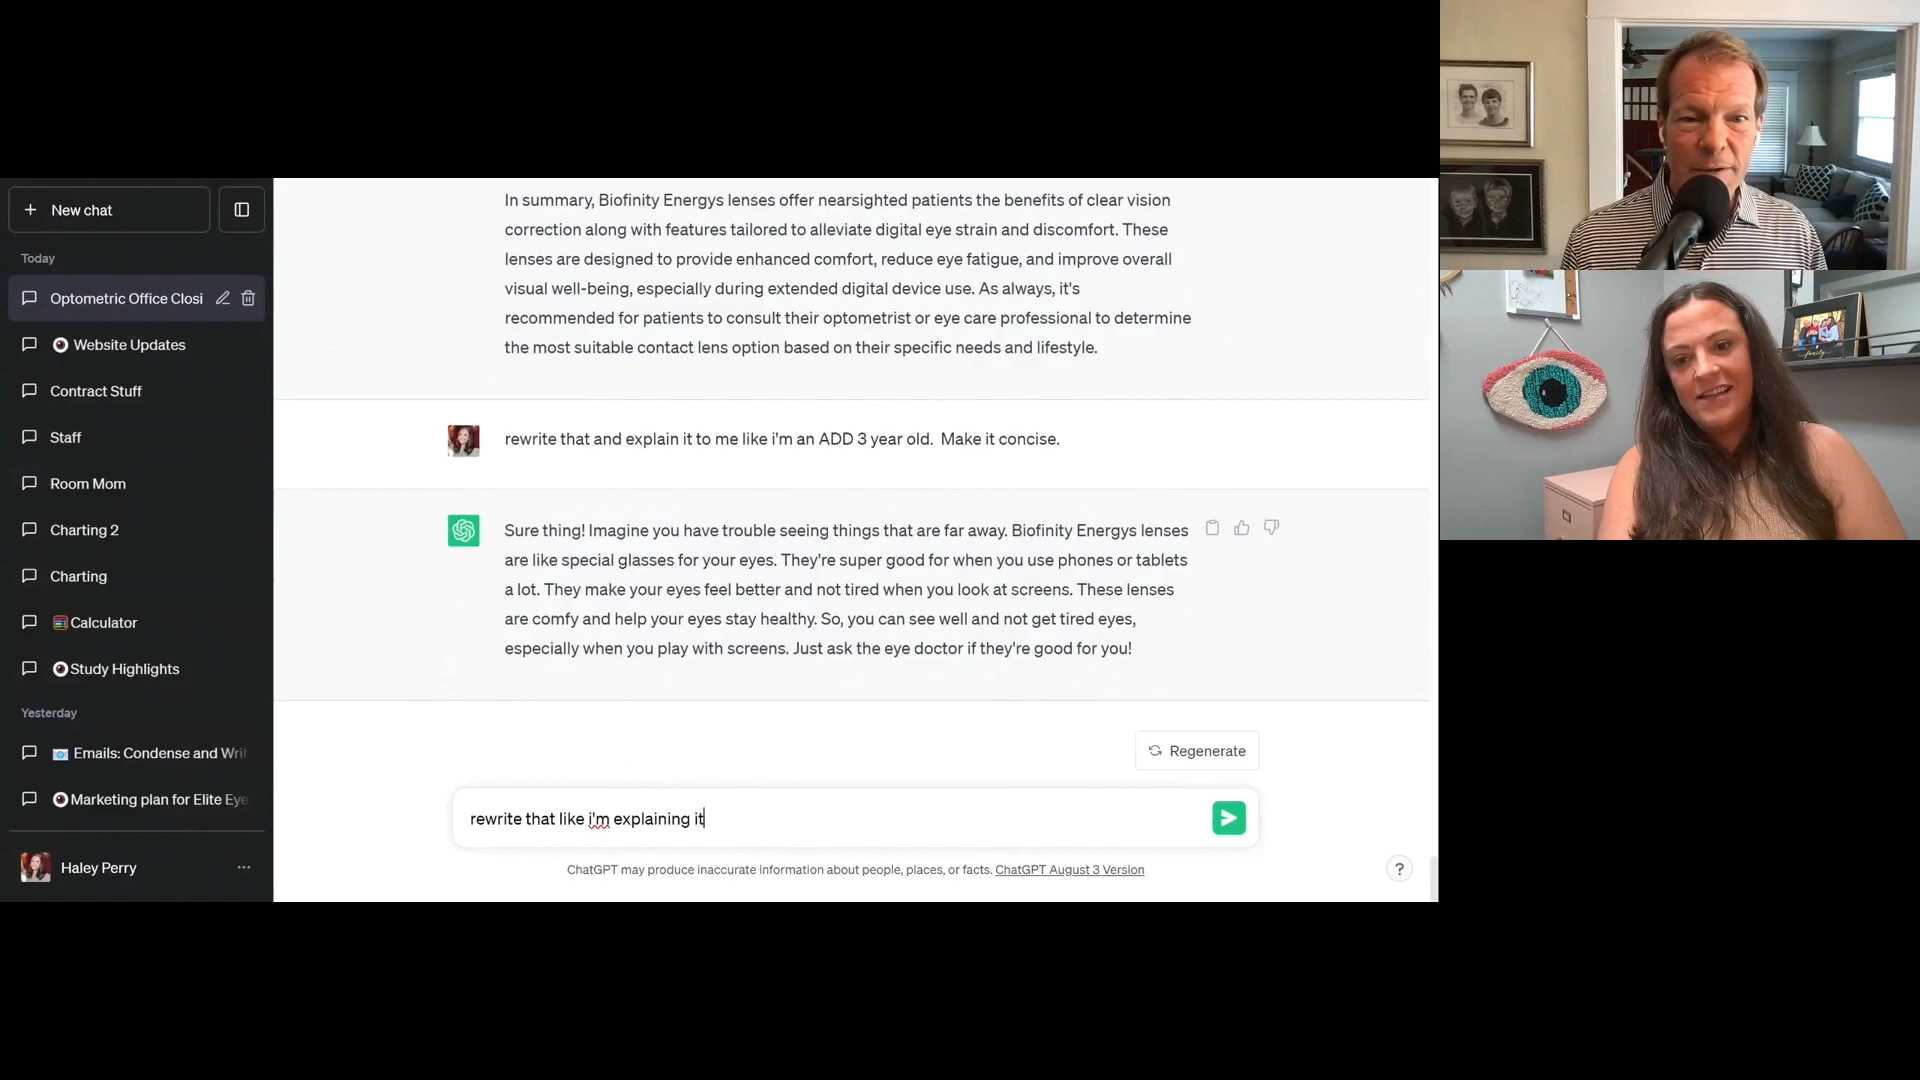 New chat
Today
Optometric Office Closi
Website Updates
Contract Stuff
Staff
Room Mom
Charting 2
Charting
Calculator
Study Highlights
Yesterday
Emails: Condense and Writ
Marketing plan for Elite Eye
Haley Perry
In summary, Biofinity Energys lenses offer nearsighted patients the benefits of clear vision
correction along with features tailored to alleviate digital eye strain and discomfort. These
lenses are designed to provide enhanced comfort, reduce eye fatigue, and improve overall
visual well-being, especially during extended digital device use. As always, it's
recommended for patients to consult their optometrist or eye care professional to determine
the most suitable contact lens option based on their specific needs and lifestyle.
rewrite that and explain it to me like i'm an ADD 3 year old.  Make it concise.
Sure thing! Imagine you have trouble seeing things that are far away. Biofinity Energys lenses
are like special glasses for your eyes. They're super good for when you use phones or tablets
a lot. They make your eyes feel better and not tired when you look at screens. These lenses
are comfy and help your eyes stay healthy. So, you can see well and not get tired eyes,
especially when you play with screens. Just ask the eye doctor if they're good for you!
Regenerate
rewrite that like i'm explaining it
ChatGPT may produce inaccurate information about people, places, or facts. ChatGPT August 3 Version
?
family